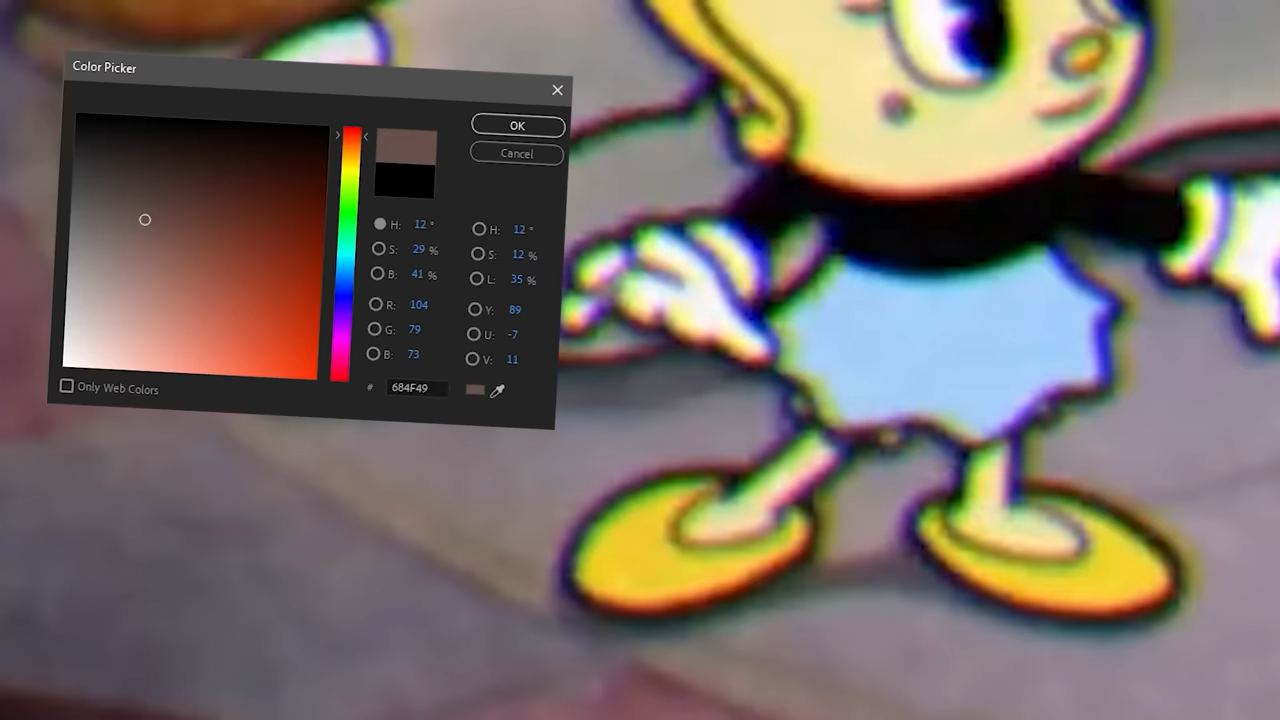 Color Picker
OK
Cancel
H: 12 °
S: 29 %
B: 41 %
R: 104
G: 79
B: 73
# 684F49
H: 12 °
S: 12 %
L: 35 %
Y: 89
U: -7
V: 11
Only Web Colors